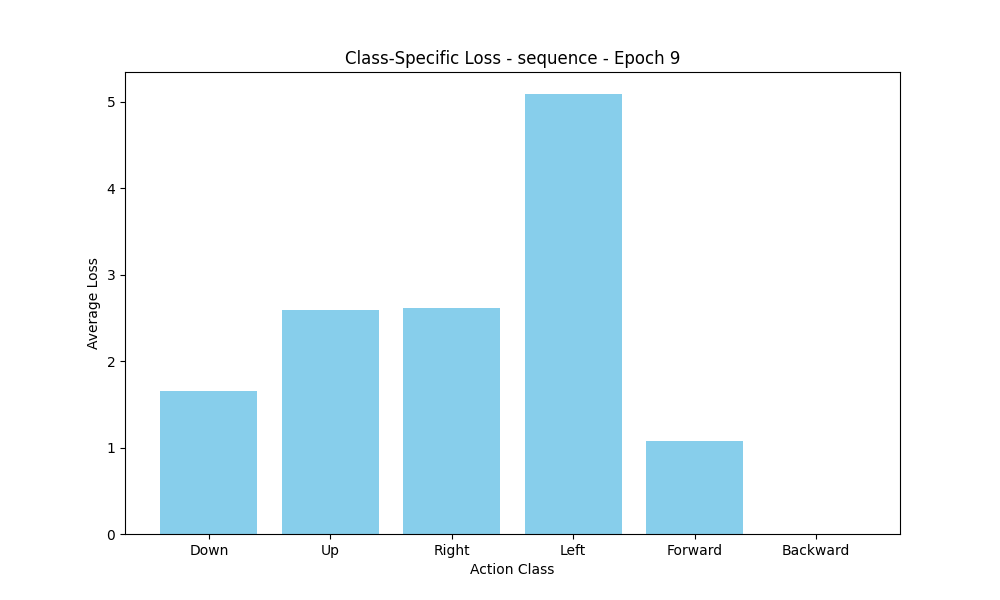 Class-Specific Loss - sequence - Epoch 9
5
4
3
2
1
0
Average Loss
Down Up Right Left Forward Backward
Action Class